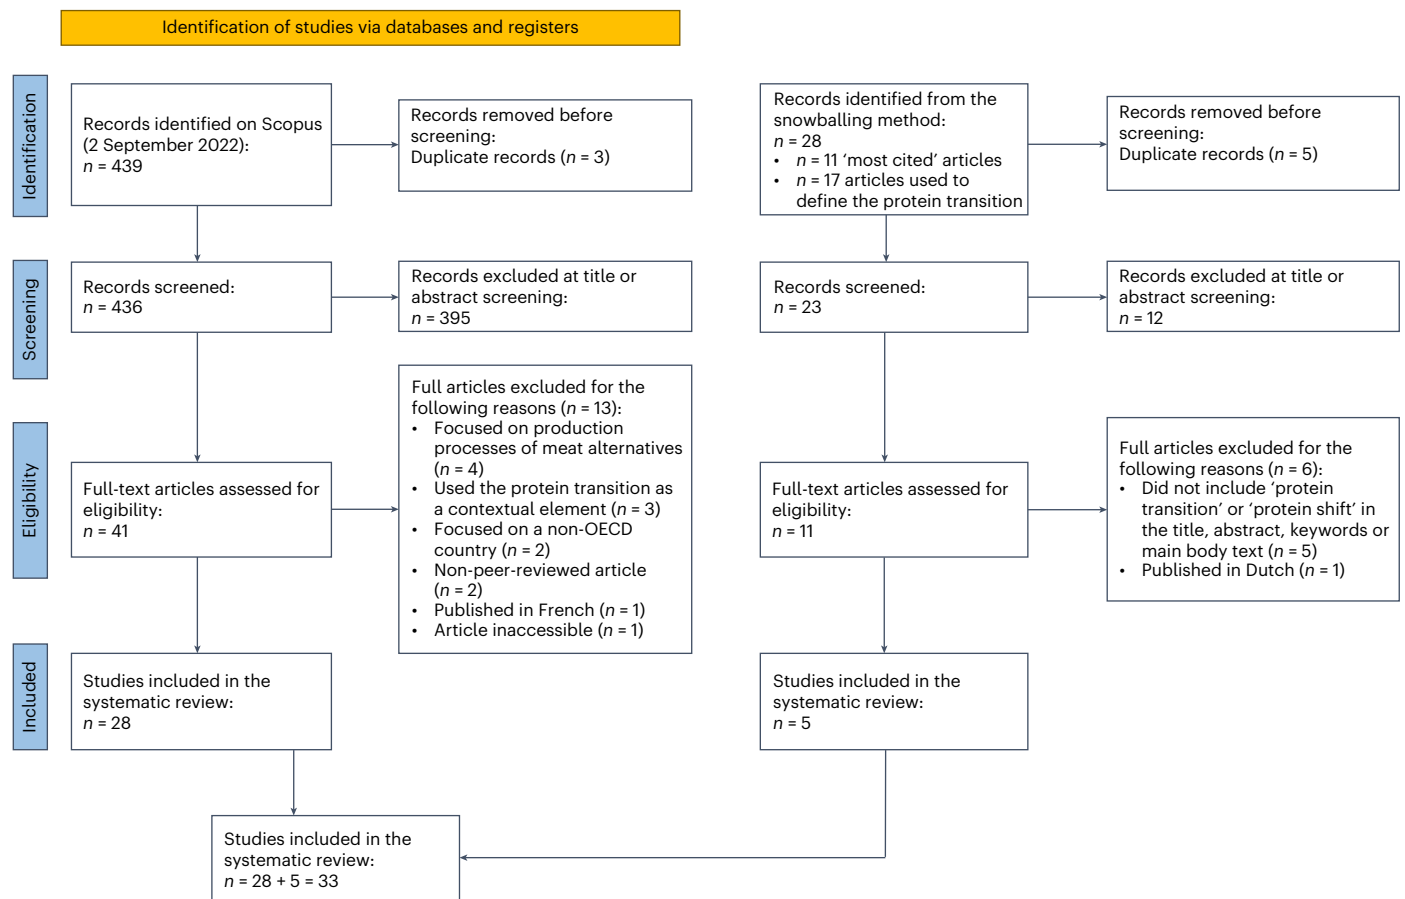 Identification of studies via databases and registers
Identification
Records identified on Scopus
(2 September 2022):
n = 439
Records removed before
screening:
Duplicate records (n = 3)
Records identified from the
snowballing method:
n = 28
• n = 11 ‘most cited’ articles
• n = 17 articles used to
define the protein transition
Records removed before
screening:
Duplicate records (n = 5)
Screening
Records screened:
n = 436
Records excluded at title or
abstract screening:
n = 395
Records screened:
n = 23
Records excluded at title or
abstract screening:
n = 12
Eligibility
Full-text articles assessed for
eligibility:
n = 41
Full articles excluded for the
following reasons (n = 13):
• Focused on production
processes of meat alternatives
(n = 4)
• Used the protein transition as
a contextual element (n = 3)
• Focused on a non-OECD
country (n = 2)
• Non-peer-reviewed article
(n = 2)
• Published in French (n = 1)
• Article inaccessible (n = 1)
Full-text articles assessed for
eligibility:
n = 11
Full articles excluded for the
following reasons (n = 6):
• Did not include ‘protein
transition’ or ‘protein shift’ in
the title, abstract, keywords or
main body text (n = 5)
• Published in Dutch (n = 1)
Included
Studies included in the
systematic review:
n = 28
Studies included in the
systematic review:
n = 5
Studies included in the
systematic review:
n = 28 + 5 = 33